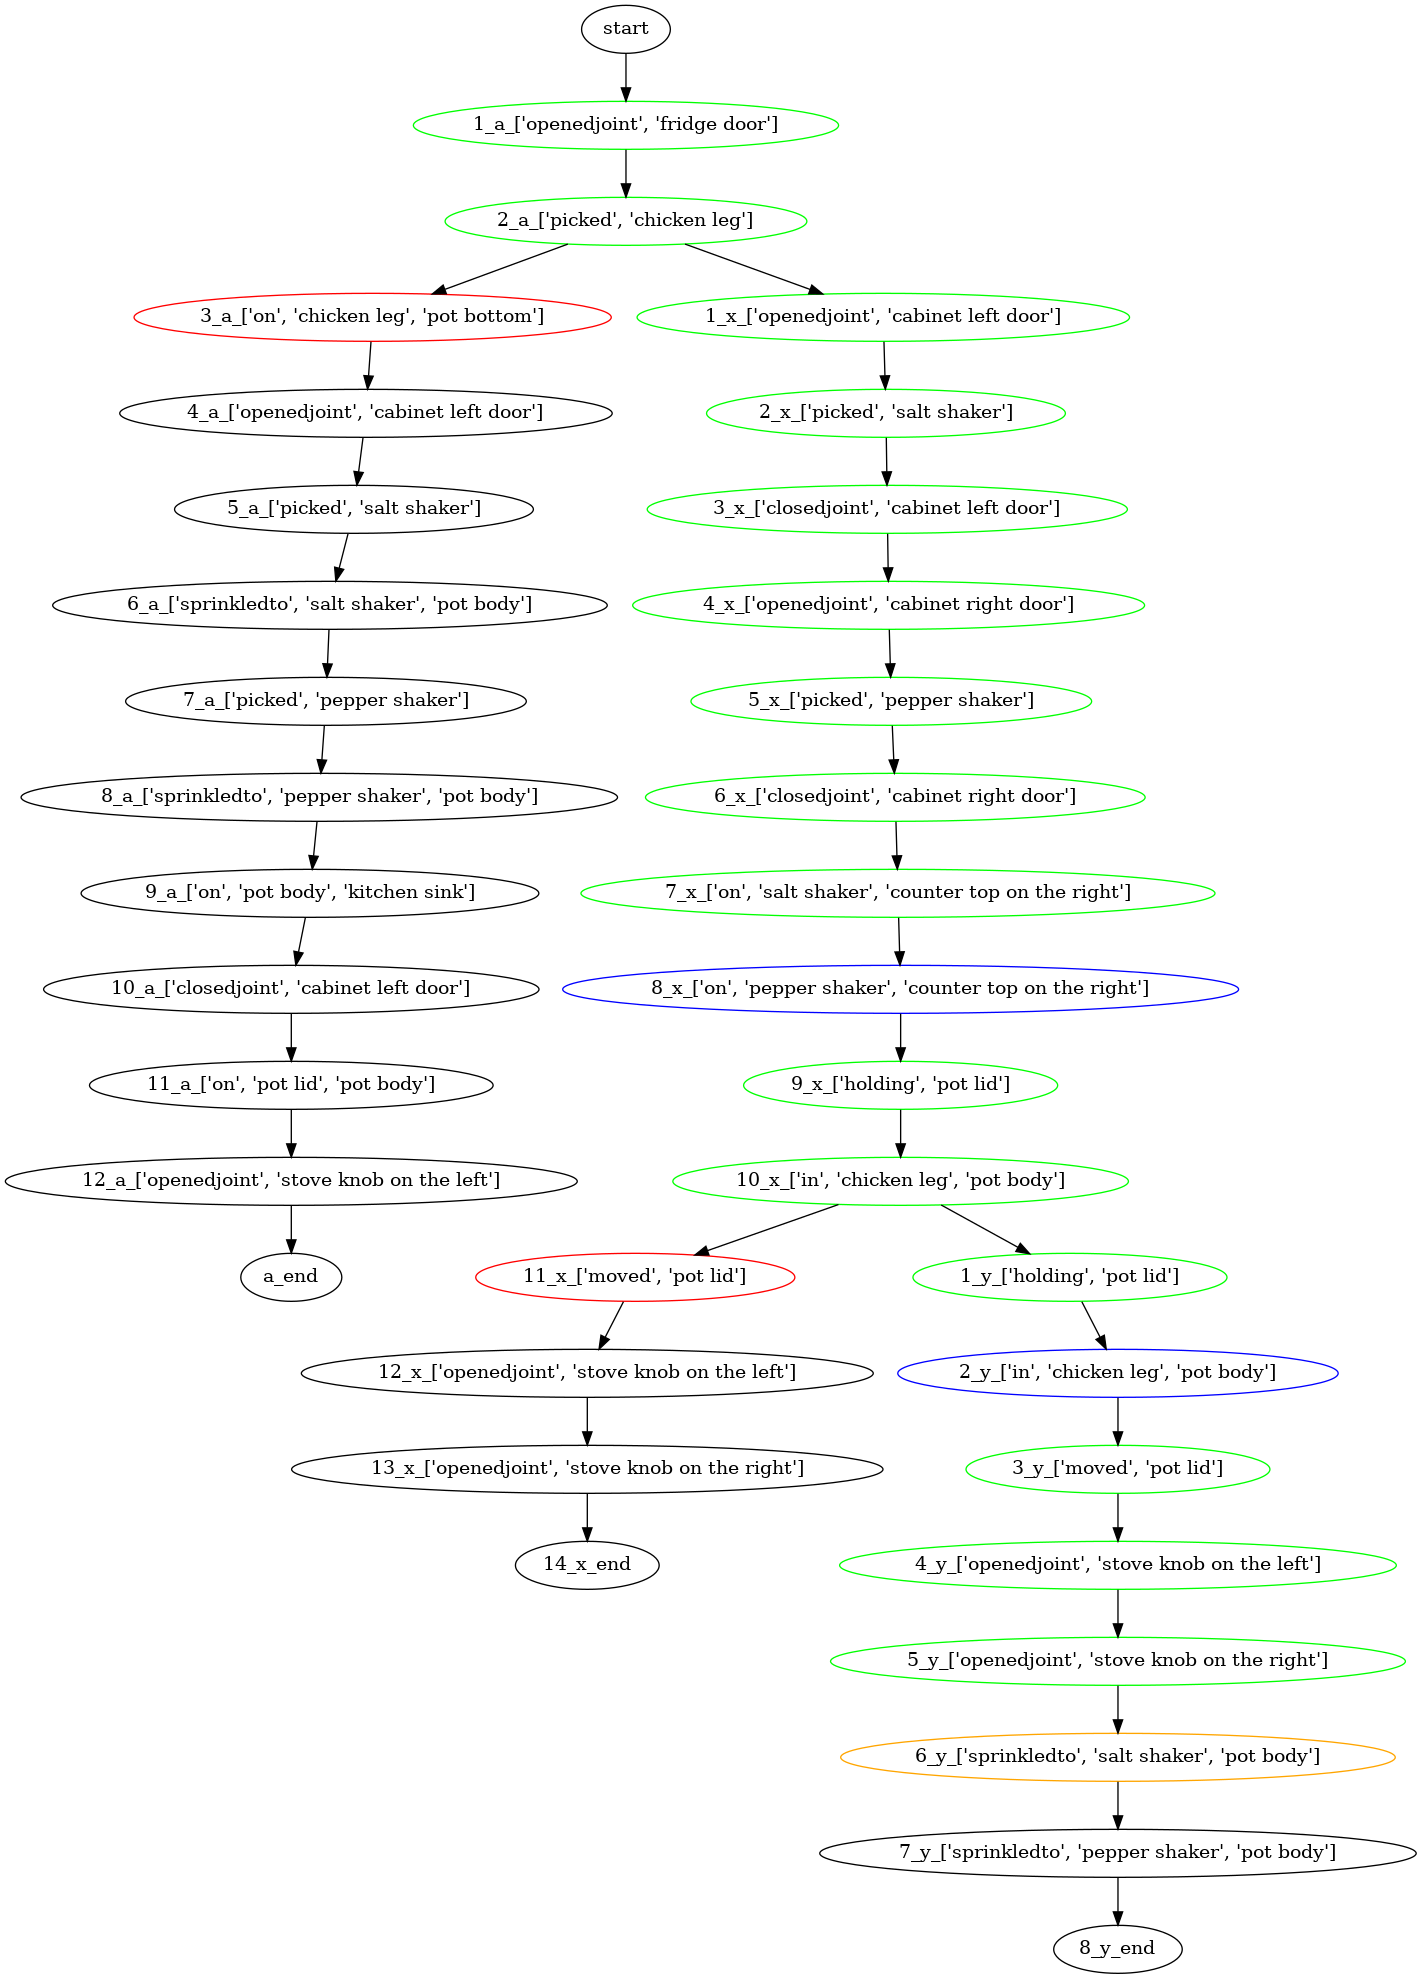 start
1_a_['openedjoint', 'fridge door']
2_a_['picked', 'chicken leg']
3_a_['on', 'chicken leg', 'pot bottom']
1_x_['openedjoint', 'cabinet left door']
4_a_['openedjoint', 'cabinet left door']
2_x_['picked', 'salt shaker']
5_a_['picked', 'salt shaker']
3_x_['closedjoint', 'cabinet left door']
6_a_['sprinkledto', 'salt shaker', 'pot body']
4_x_['openedjoint', 'cabinet right door']
7_a_['picked', 'pepper shaker']
5_x_['picked', 'pepper shaker']
8_a_['sprinkledto', 'pepper shaker', 'pot body']
6_x_['closedjoint', 'cabinet right door']
9_a_['on', 'pot body', 'kitchen sink']
7_x_['on', 'salt shaker', 'counter top on the right']
10_a_['closedjoint', 'cabinet left door']
8_x_['on', 'pepper shaker', 'counter top on the right']
11_a_['on', 'pot lid', 'pot body']
9_x_['holding', 'pot lid']
12_a_['openedjoint', 'stove knob on the left']
10_x_['in', 'chicken leg', 'pot body']
a_end
11_x_['moved', 'pot lid']
1_y_['holding', 'pot lid']
12_x_['openedjoint', 'stove knob on the left']
2_y_['in', 'chicken leg', 'pot body']
13_x_['openedjoint', 'stove knob on the right']
3_y_['moved', 'pot lid']
14_x_end
4_y_['openedjoint', 'stove knob on the left']
5_y_['openedjoint', 'stove knob on the right']
6_y_['sprinkledto', 'salt shaker', 'pot body']
7_y_['sprinkledto', 'pepper shaker', 'pot body']
8_y_end